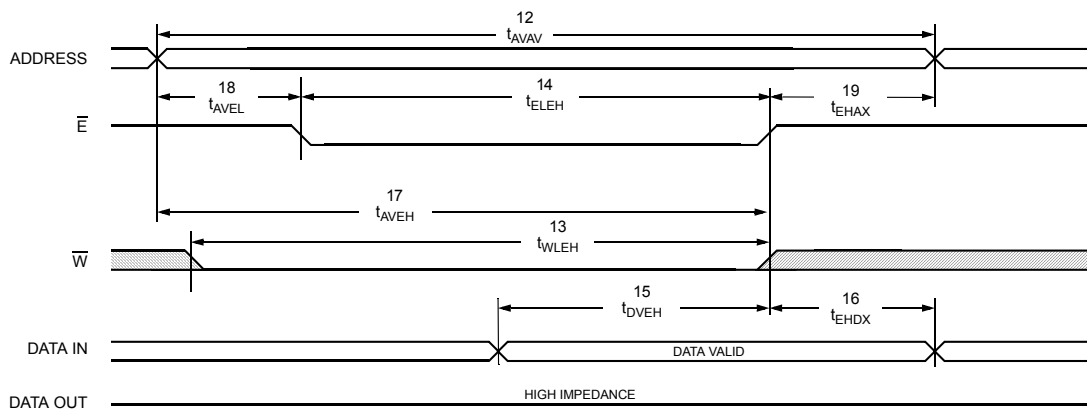 12
tAVAV
ADDRESS
18
tAVEL
14
tELEH
19
tEHAX
E
17
tAVEH
13
tWLEH
W
15
tDVEH
16
tEHDX
DATA IN
DATA VALID
HIGH IMPEDANCE
DATA OUT